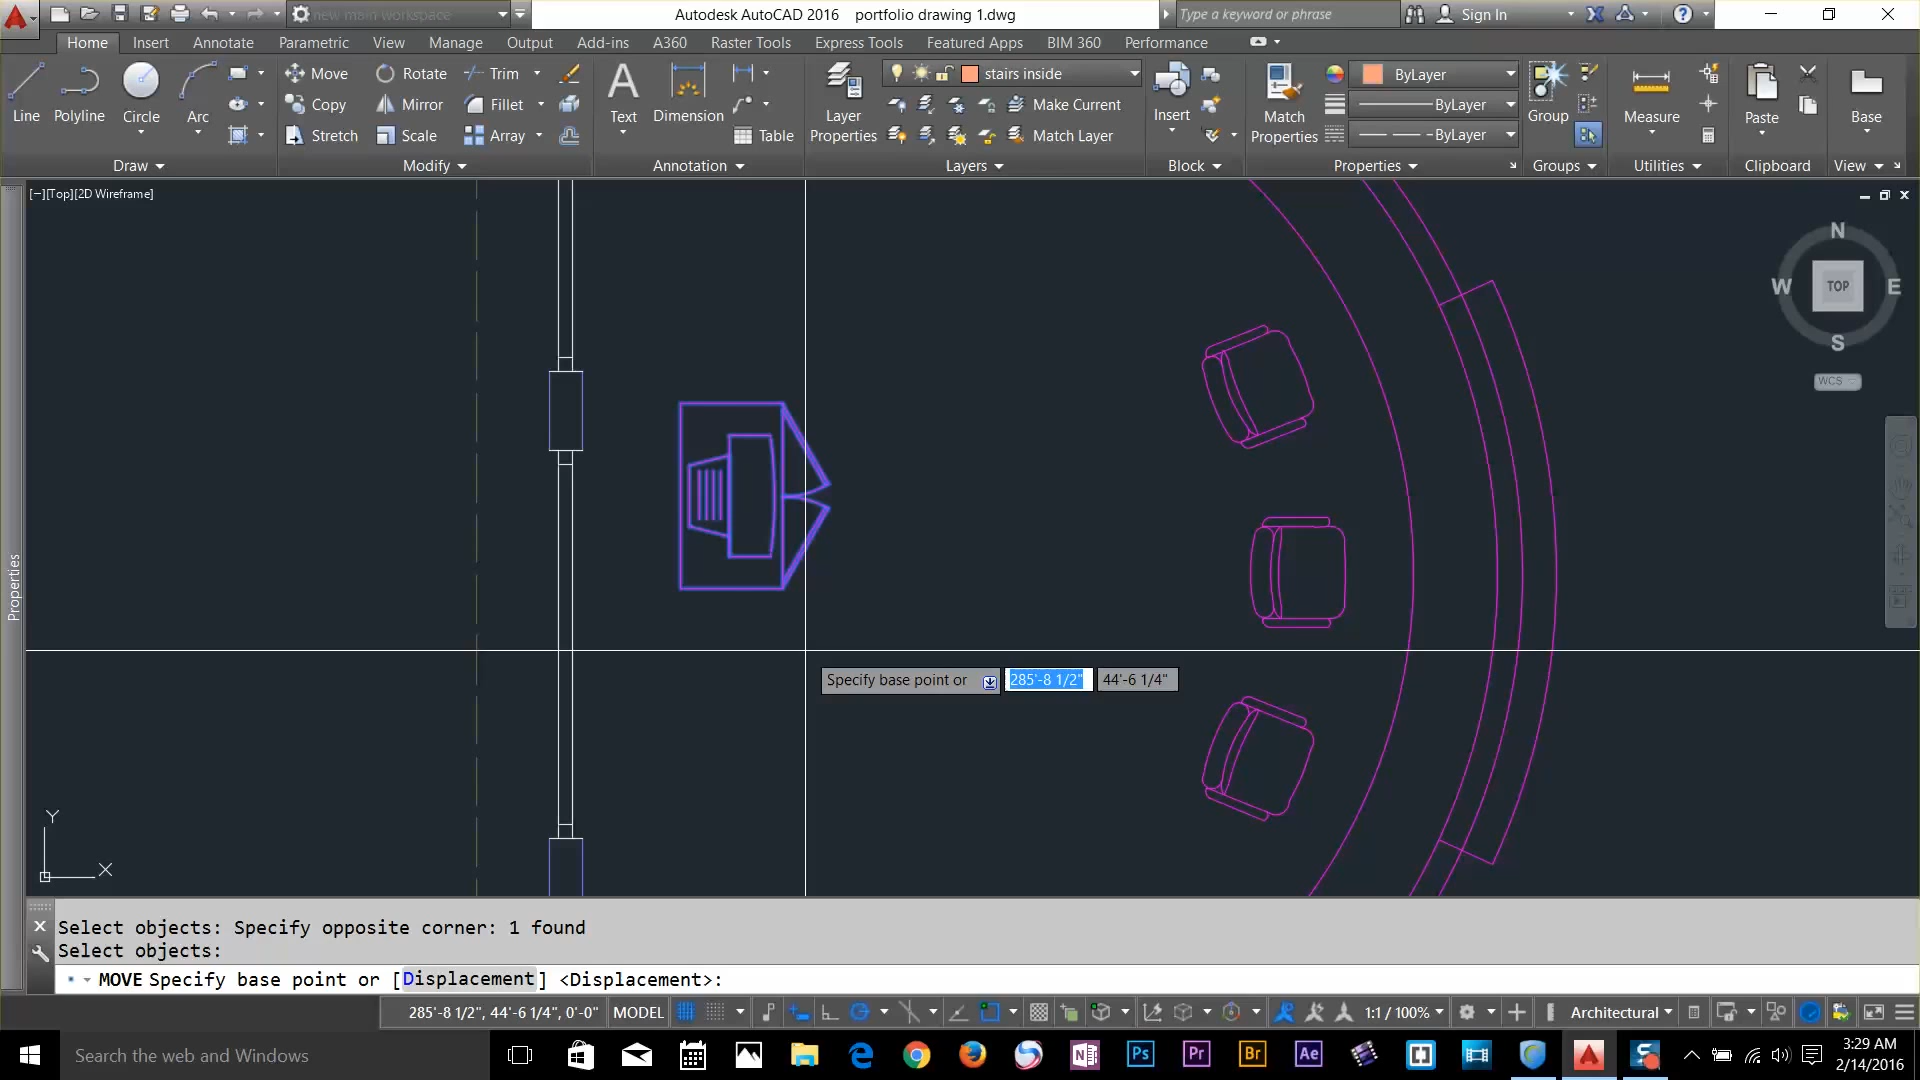 new main workspace
Autodesk AutoCAD 2016 portfolio drawing 1.dwg
Type a keyword or phrase
Sign In
Home Insert Annotate Parametric View Manage Output Add-ins A360 Raster Tools Express Tools Featured Apps BIM 360 Performance
Line Polyline Circle Arc
Move Rotate Trim
Copy Mirror Fillet
Stretch Scale Array
Text Dimension
Table
Layer Properties
stairs inside
Make Current
Match Layer
Insert
Match Properties
ByLayer
ByLayer
ByLayer
Group
Measure
Paste
Base
Draw Modify Annotation Layers Block Properties Groups Utilities Clipboard View
[−][Top][2D Wireframe]
N
W TOP E
S
WCS
Properties
Specify base point or 285'-8 1/2" 44'-6 1/4"
Y
X
Select objects: Specify opposite corner: 1 found
Select objects:
MOVE Specify base point or [Displacement] <Displacement>:
285'-8 1/2", 44'-6 1/4", 0'-0" MODEL 1:1 / 100% Architectural
Search the web and Windows
N
Ps
Pr
Br
Ae
3:29 AM
2/14/2016